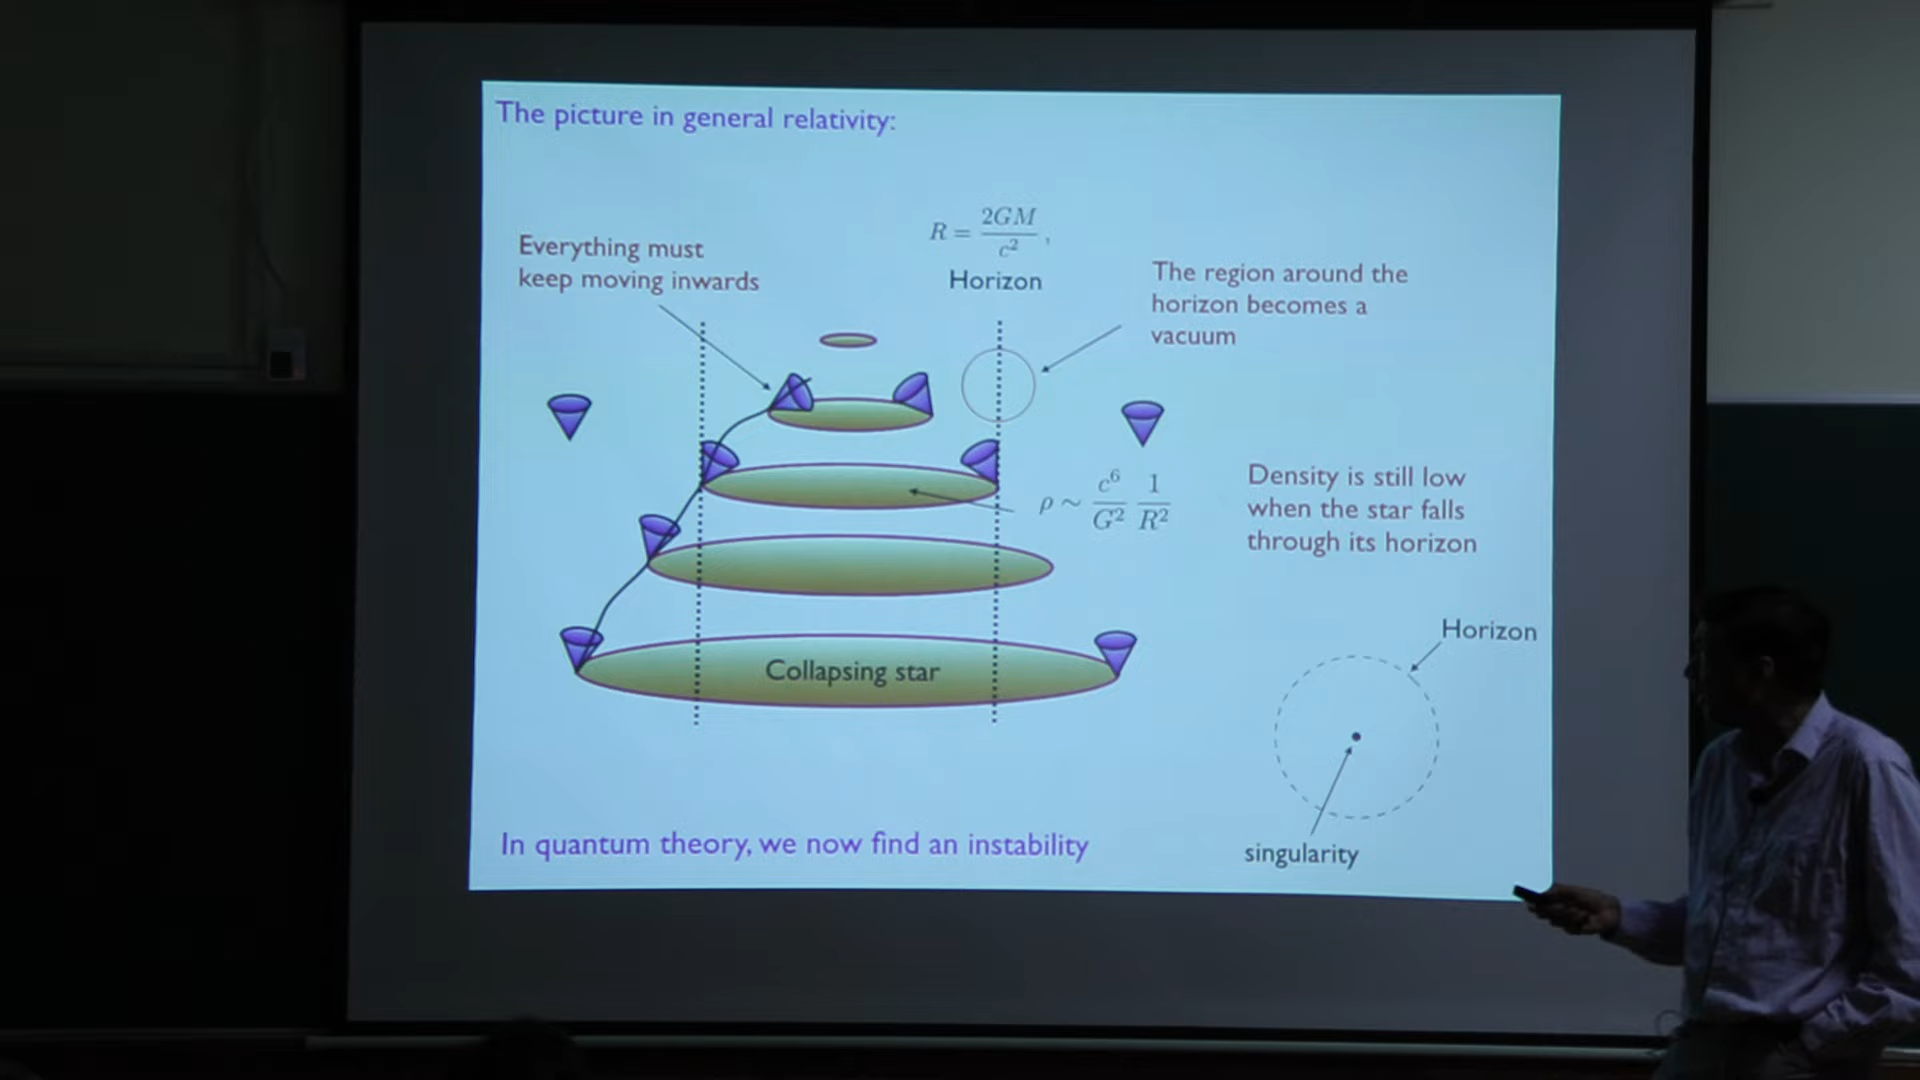 The picture in general relativity:
Everything must
keep moving inwards
R = 2GM / c² ,
Horizon
The region around the
horizon becomes a
vacuum
ρ ~ c⁶ / G² 1 / R²
Density is still low
when the star falls
through its horizon
Collapsing star
Horizon
singularity
In quantum theory, we now find an instability